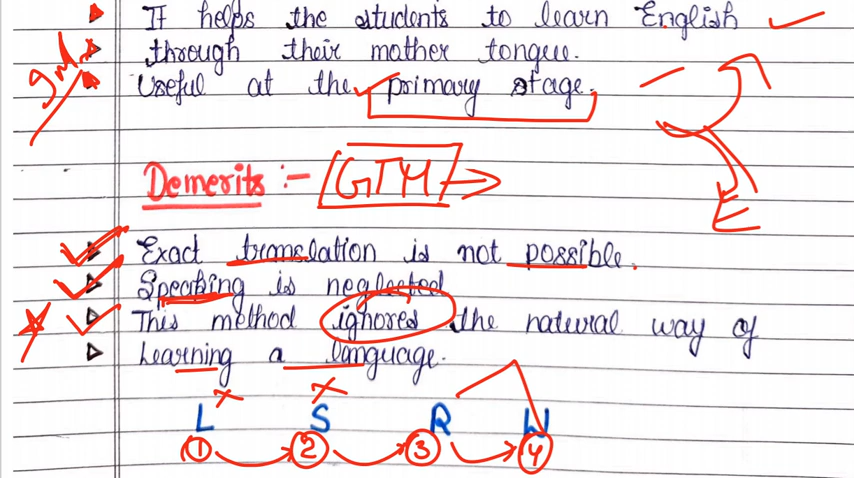 It helps the students to learn English
through their mother tongue.
Useful at the primary stage.
Demerits :- GTM
Exact translation is not possible.
Speaking is neglected
This method ignored the natural way of
Learning a language.
L S R W
1 2 3 4